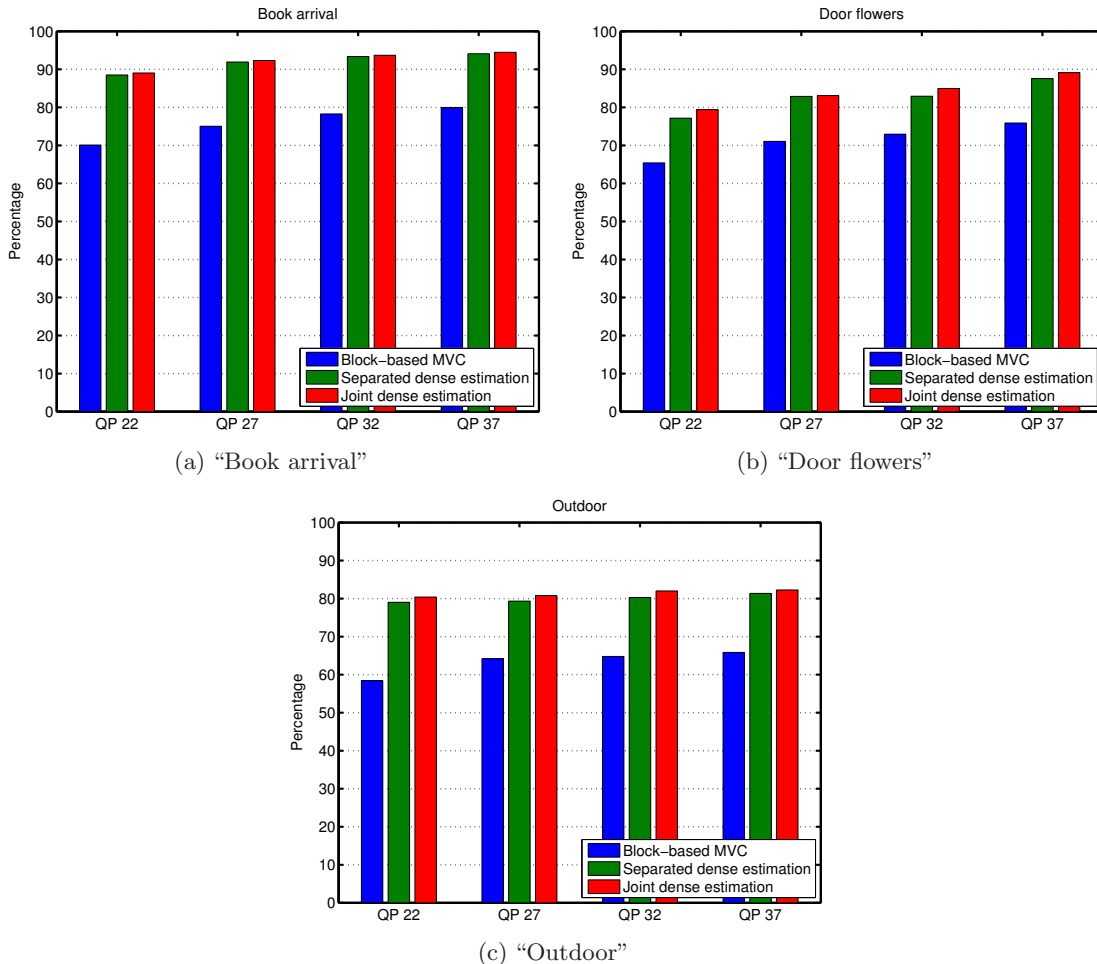 Book arrival
100
90
80
70
60
50
40
30
20
10
0
Percentage
QP 22 QP 27 QP 32 QP 37
Block-based MVC
Separated dense estimation
Joint dense estimation
(a) “Book arrival”
Door flowers
100
90
80
70
60
50
40
30
20
10
0
Percentage
QP 22 QP 27 QP 32 QP 37
Block-based MVC
Separated dense estimation
Joint dense estimation
(b) “Door flowers”
Outdoor
100
90
80
70
60
50
40
30
20
10
0
Percentage
QP 22 QP 27 QP 32 QP 37
Block-based MVC
Separated dense estimation
Joint dense estimation
(c) “Outdoor”